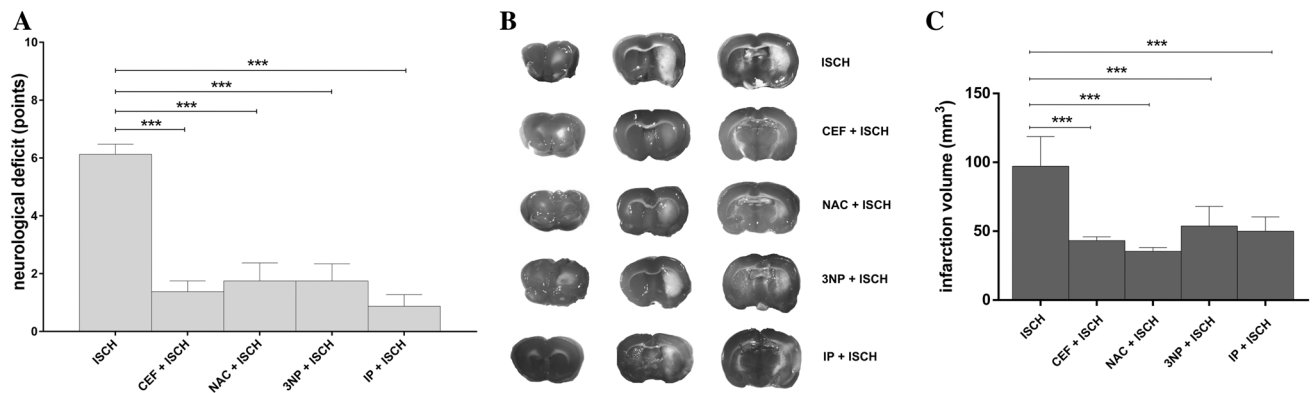 A
neurological deficit (points)
10
8
6
4
2
0
***
***
***
***
ISCH
CEF + ISCH
NAC + ISCH
3NP + ISCH
IP + ISCH
B
ISCH
CEF + ISCH
NAC + ISCH
3NP + ISCH
IP + ISCH
C
infarction volume (mm³)
150
100
50
0
***
***
***
***
ISCH
CEF + ISCH
NAC + ISCH
3NP + ISCH
IP + ISCH